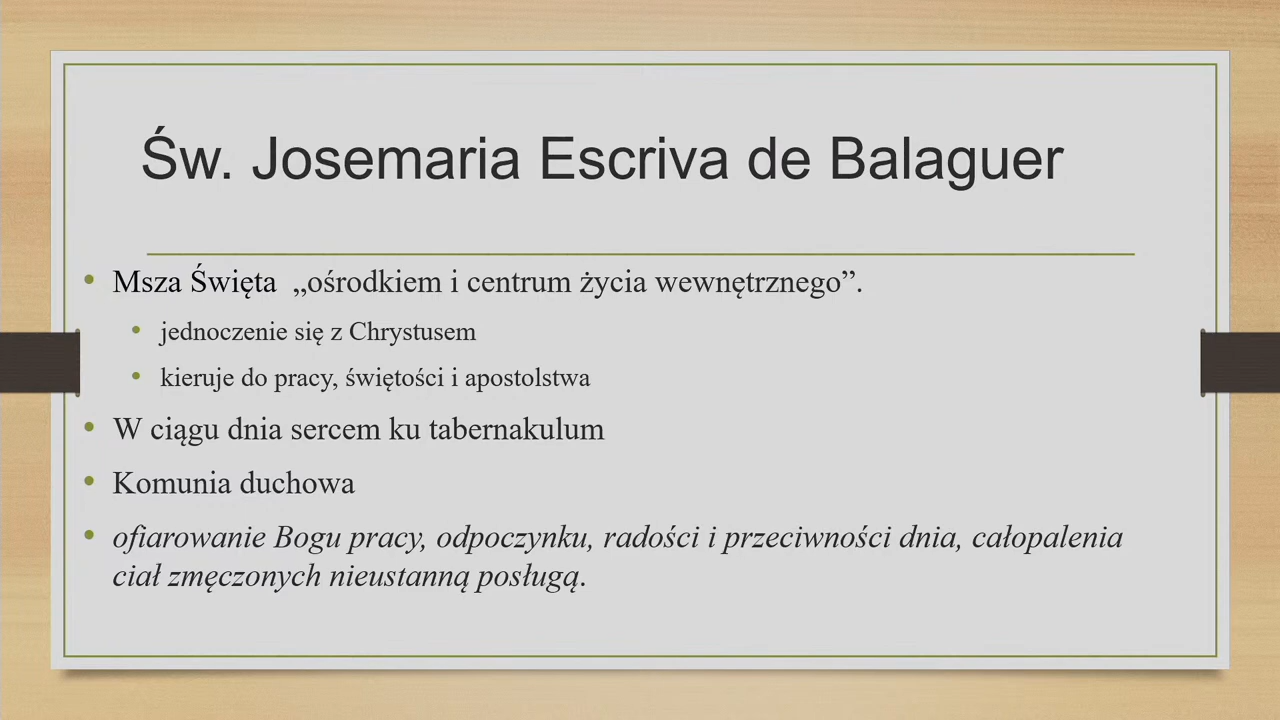 Św. Josemaria Escriva de Balaguer
• Msza Święta „ośrodkiem i centrum życia wewnętrznego”.
• jednoczenie się z Chrystusem
• kieruje do pracy, świętości i apostolstwa
• W ciągu dnia sercem ku tabernakulum
• Komunia duchowa
• ofiarowanie Bogu pracy, odpoczynku, radości i przeciwności dnia, całopalenia
ciał zmęczonych nieustanną posługą.